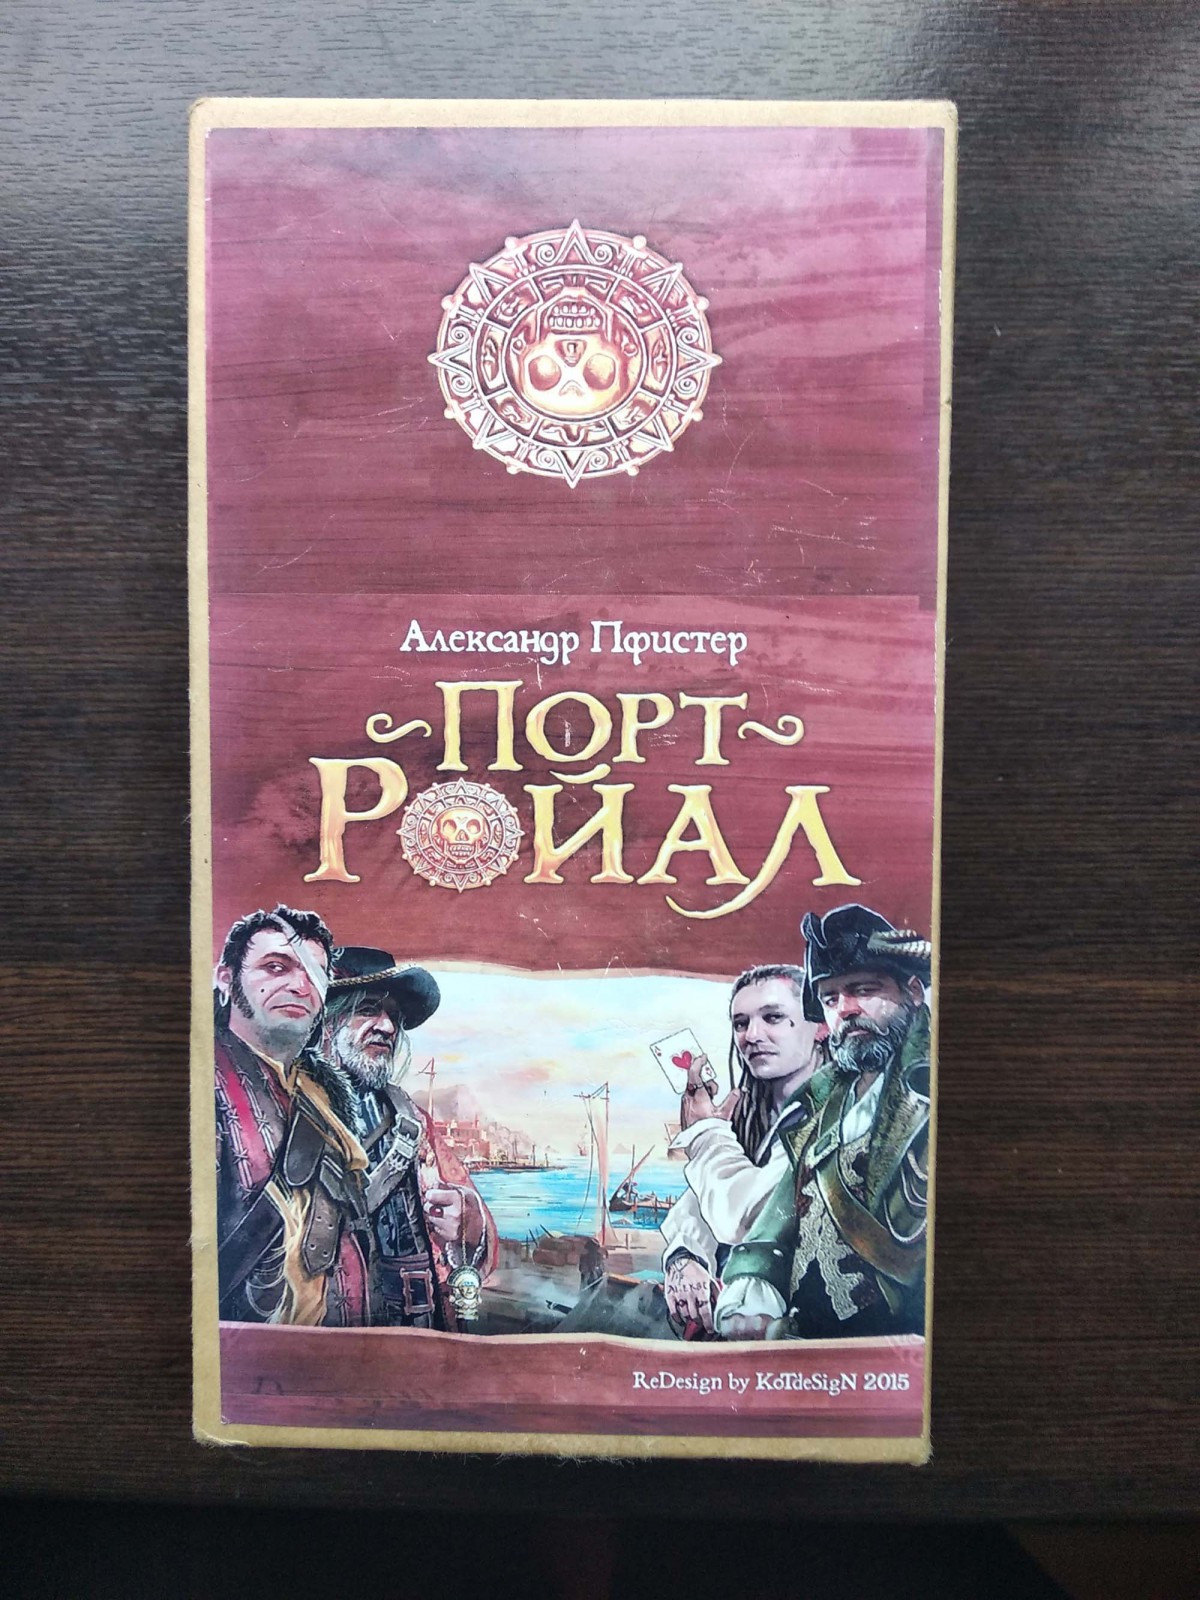 Александр Пфистер
Порт
Ройал
ReDesign by KoTdeSigN 2015